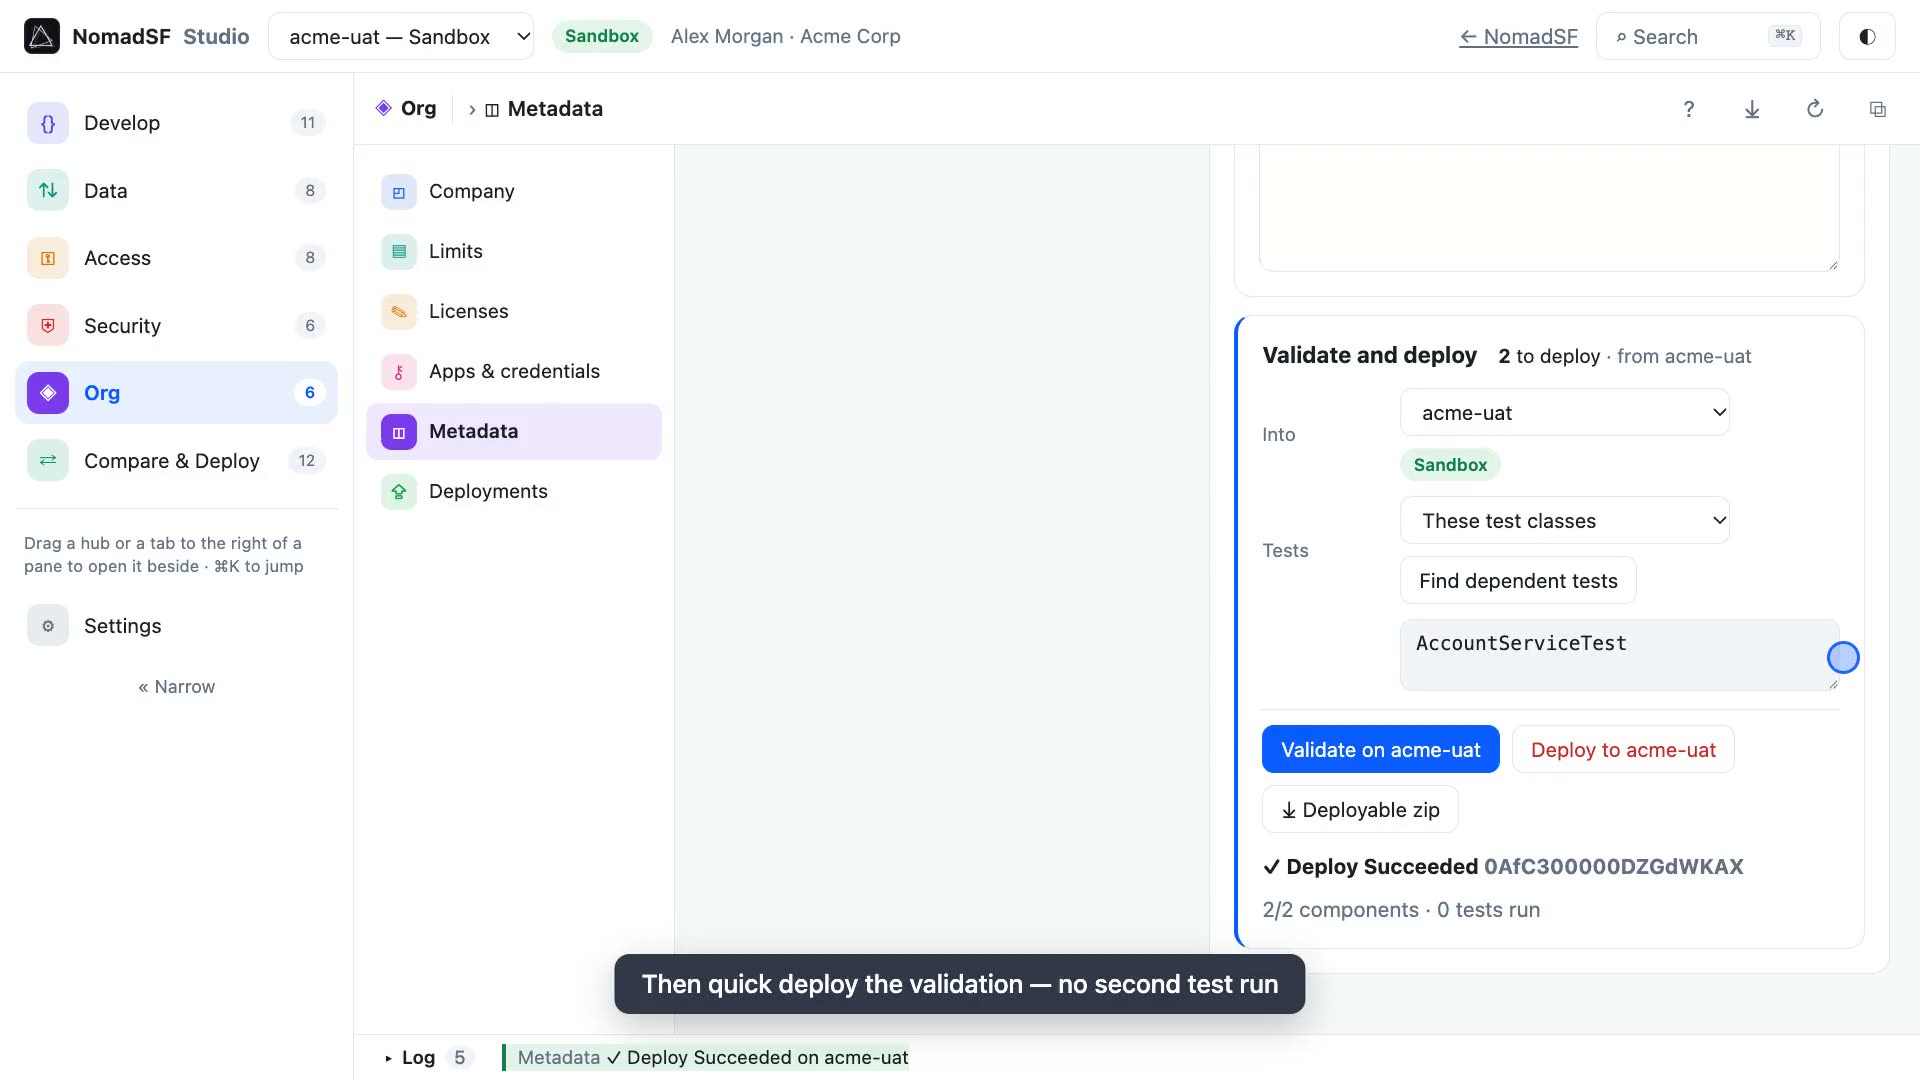 NomadSF Studio
acme-uat — Sandbox
Sandbox
Alex Morgan · Acme Corp
← NomadSF
Search
⌘K
Develop 11
Data 8
Access 8
Security 6
Org 6
Compare & Deploy 12
Drag a hub or a tab to the right of a
pane to open it beside · ⌘K to jump
Settings
« Narrow
Org › Metadata
?
Company
Limits
Licenses
Apps & credentials
Metadata
Deployments
Validate and deploy 2 to deploy · from acme-uat
Into
acme-uat
Sandbox
Tests
These test classes
Find dependent tests
AccountServiceTest
Validate on acme-uat
Deploy to acme-uat
↓ Deployable zip
✓ Deploy Succeeded 0AfC300000DZGdWKAX
2/2 components · 0 tests run
Then quick deploy the validation — no second test run
▸ Log 5
Metadata ✓ Deploy Succeeded on acme-uat